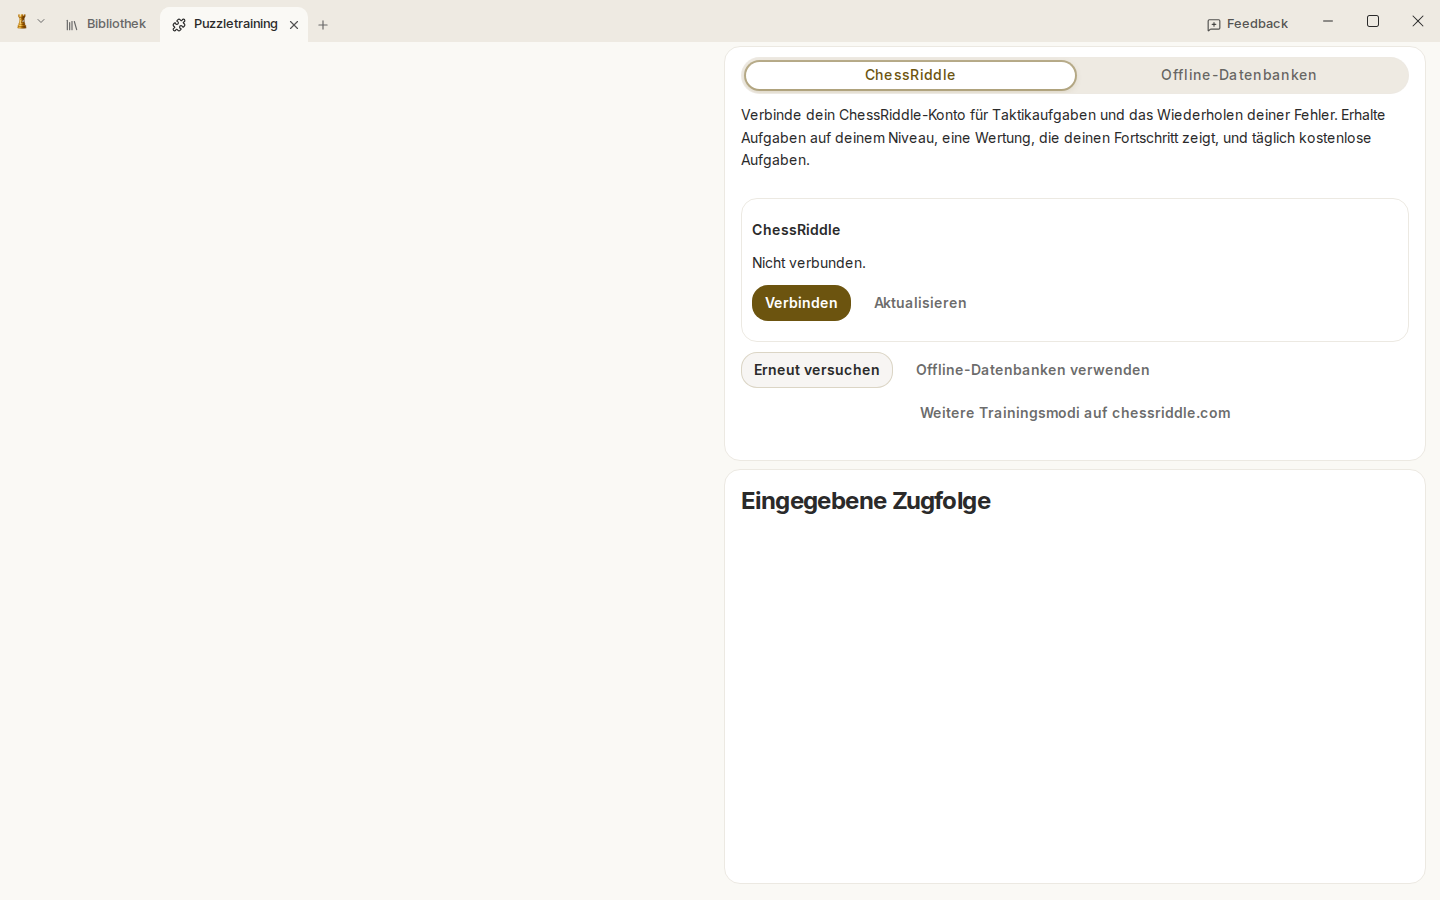 Bibliothek
Puzzletraining
Feedback
ChessRiddle
Offline-Datenbanken
Verbinde dein ChessRiddle-Konto für Taktikaufgaben und das Wiederholen deiner Fehler. Erhalte
Aufgaben auf deinem Niveau, eine Wertung, die deinen Fortschritt zeigt, und täglich kostenlose
Aufgaben.
ChessRiddle
Nicht verbunden.
Verbinden
Aktualisieren
Erneut versuchen
Offline-Datenbanken verwenden
Weitere Trainingsmodi auf chessriddle.com
Eingegebene Zugfolge